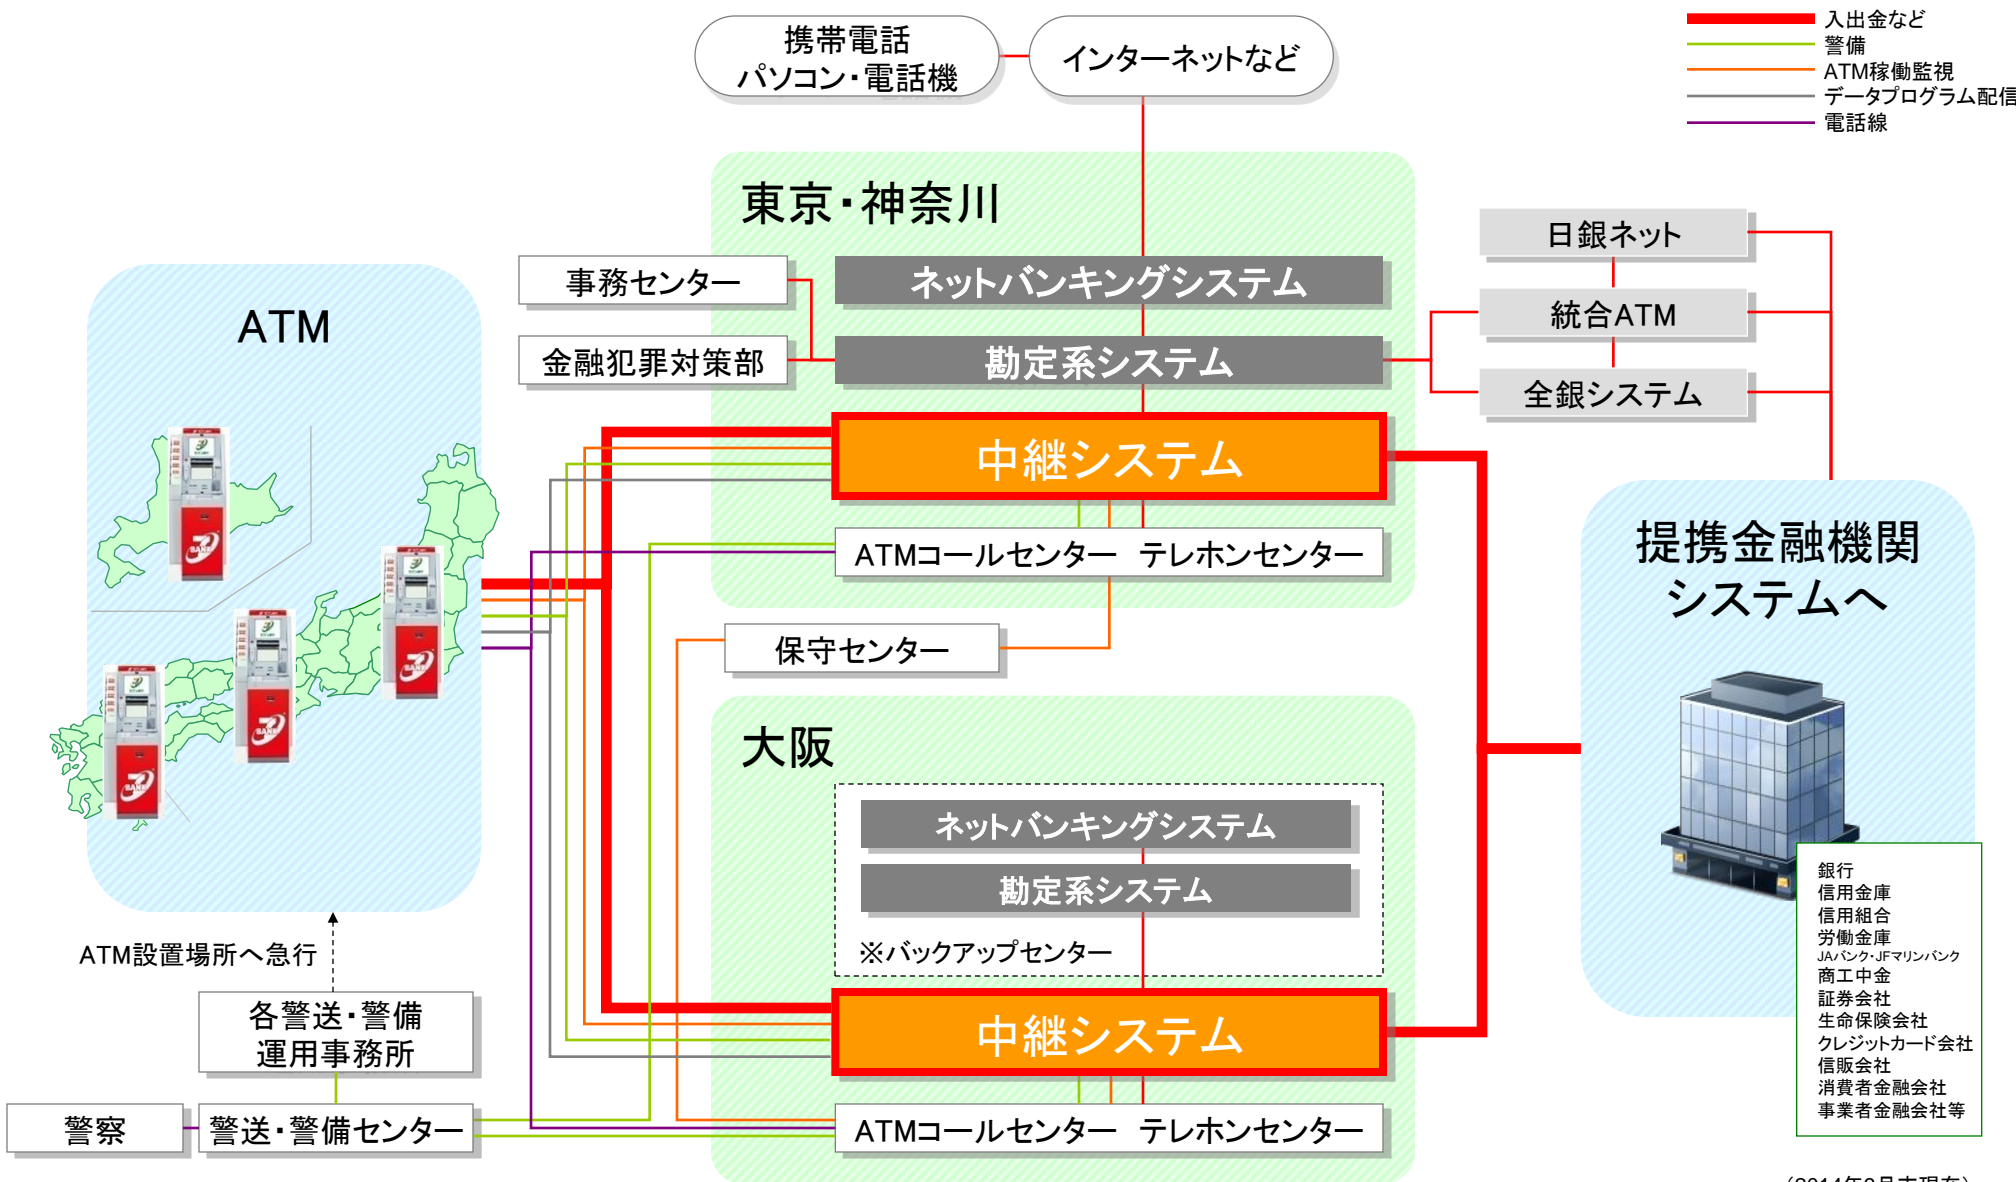 入出金など
警備
ATM稼働監視
データプログラム配信
電話線
携帯電話
パソコン・電話機
インターネットなど
東京・神奈川
事務センター
ネットバンキングシステム
金融犯罪対策部
勘定系システム
中継システム
ATMコールセンター　テレホンセンター
日銀ネット
統合ATM
全銀システム
ATM
保守センター
提携金融機関
システムへ
大阪
ネットバンキングシステム
勘定系システム
※バックアップセンター
中継システム
ATMコールセンター　テレホンセンター
ATM設置場所へ急行
各警送・警備
運用事務所
警察
警送・警備センター
銀行
信用金庫
信用組合
労働金庫
JAバンク・JFマリンバンク
商工中金
証券会社
生命保険会社
クレジットカード会社
信販会社
消費者金融会社
事業者金融会社等